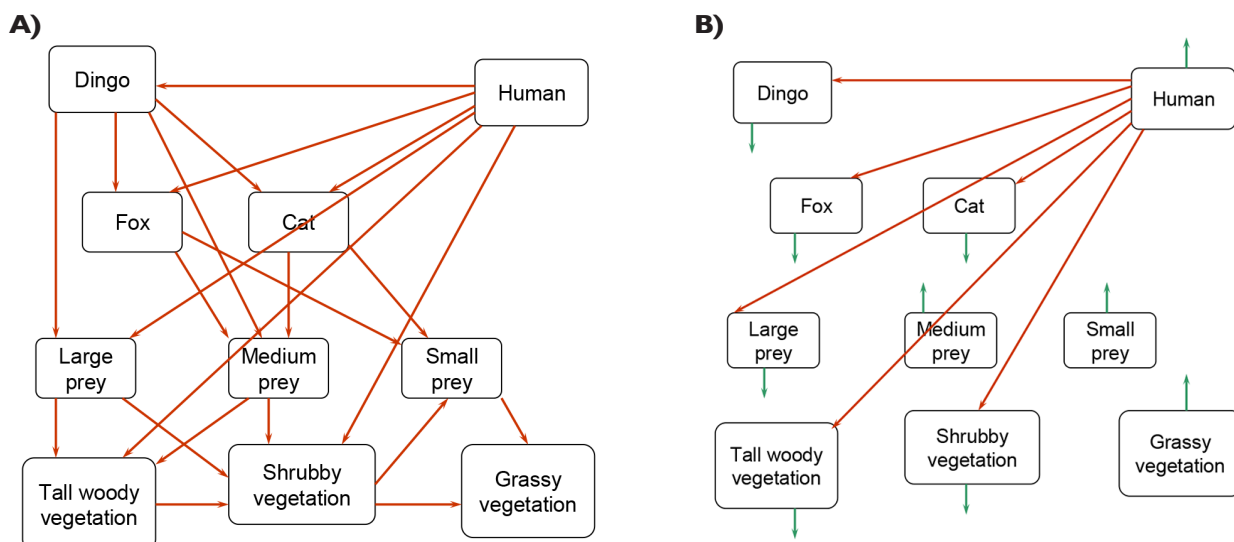 A)
Dingo
Human
Fox
Cat
Large
prey
Medium
prey
Small
prey
Tall woody
vegetation
Shrubby
vegetation
Grassy
vegetation
B)
Dingo
Human
Fox
Cat
Large
prey
Medium
prey
Small
prey
Tall woody
vegetation
Shrubby
vegetation
Grassy
vegetation